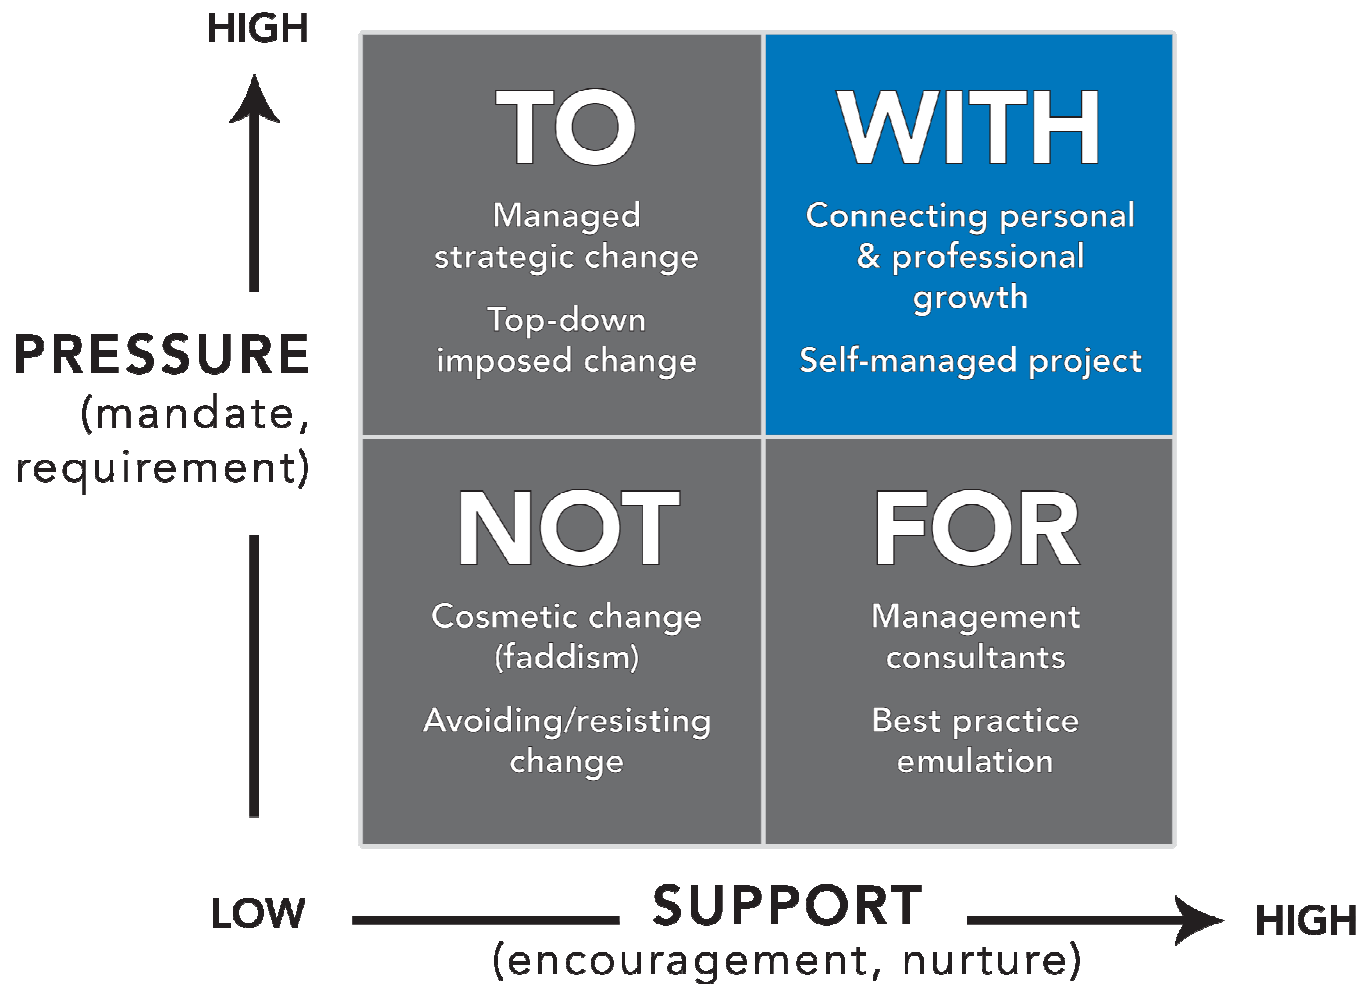 HIGH
TO
Managed
strategic change
Top-down
imposed change
WITH
Connecting personal
& professional
growth
Self-managed project
PRESSURE
(mandate,
requirement)
NOT
Cosmetic change
(faddism)
Avoiding/resisting
change
FOR
Management
consultants
Best practice
emulation
LOW
SUPPORT
(encouragement, nurture)
HIGH